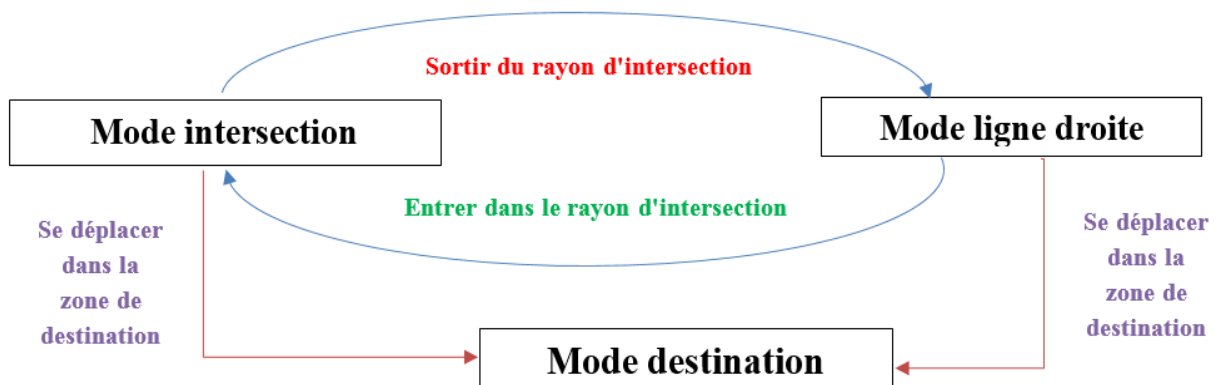 Sortir du rayon d'intersection
Mode intersection
Mode ligne droite
Entrer dans le rayon d'intersection
Se déplacer
dans la
zone de
destination
Se déplacer
dans la
zone de
destination
Mode destination